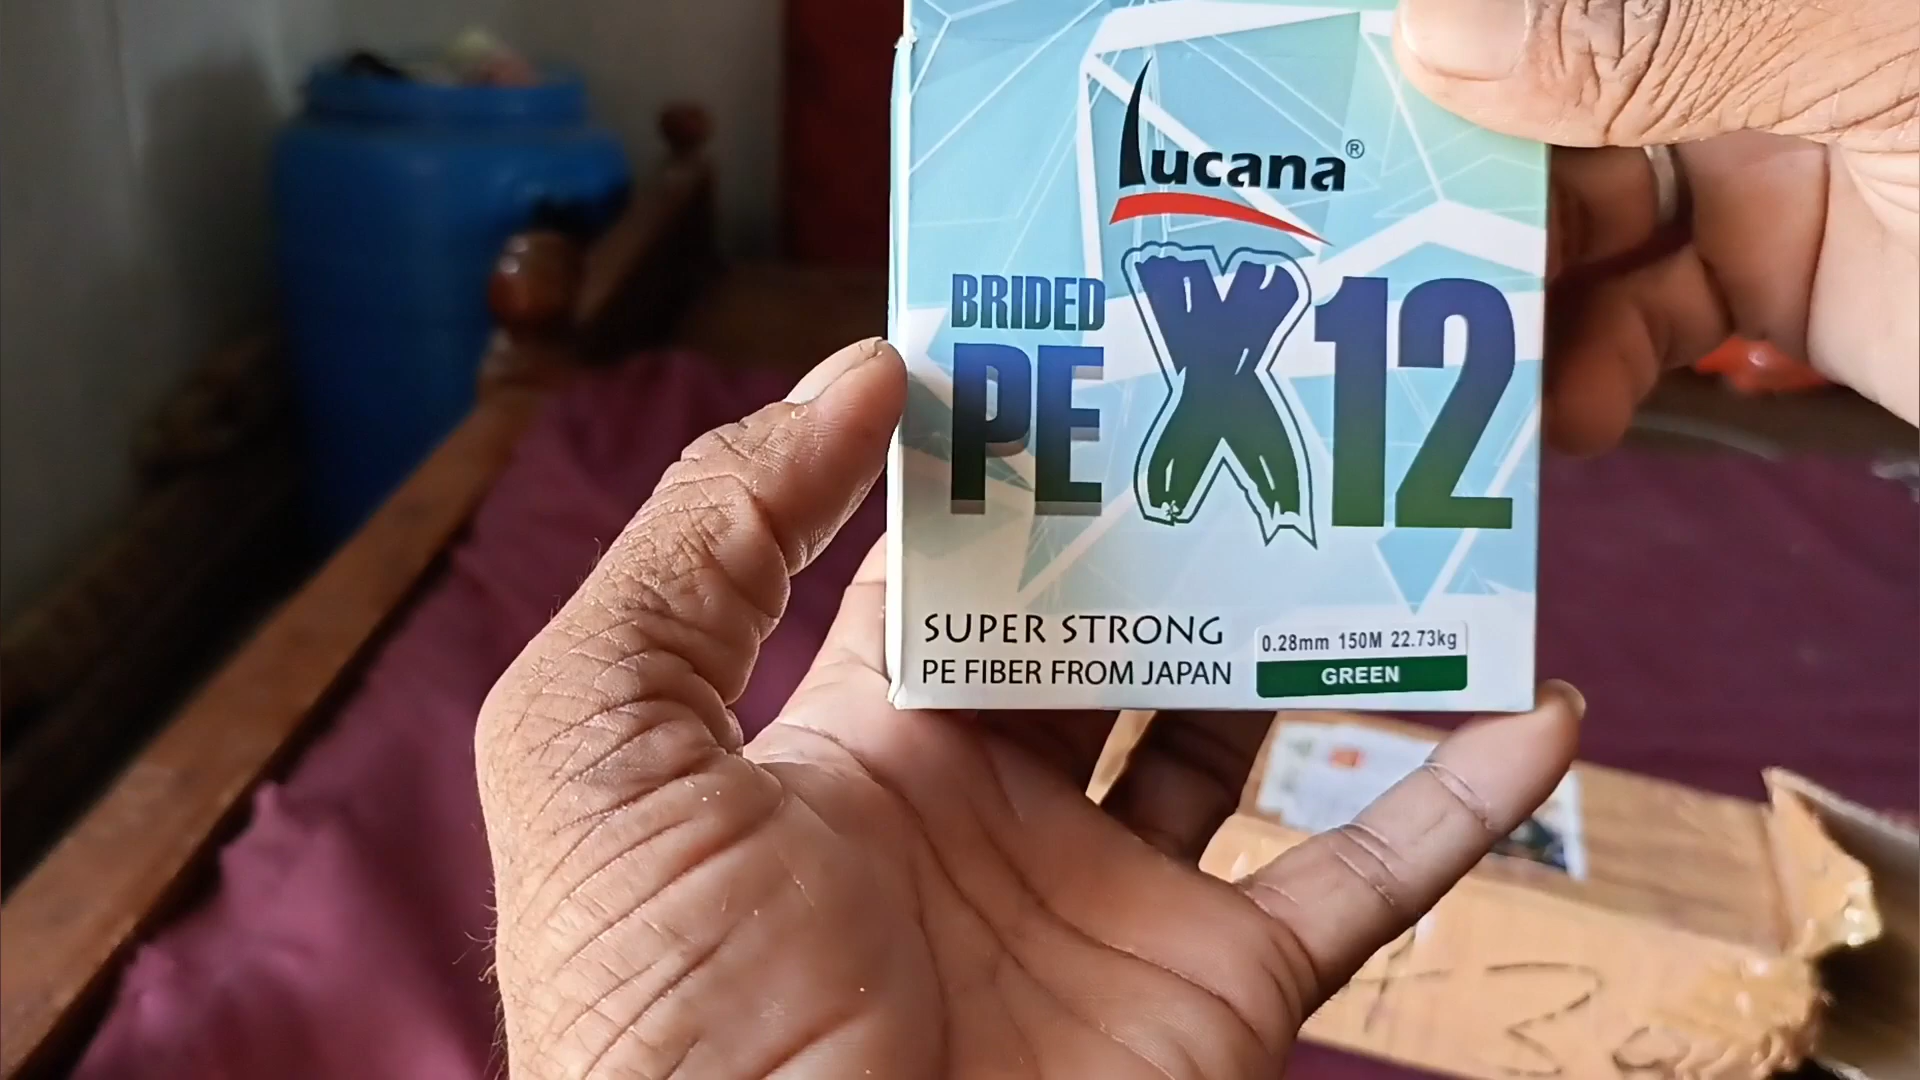 Lucana®
BRIDED
PE X12
SUPER STRONG
PE FIBER FROM JAPAN
0.28mm 150M 22.73kg
GREEN